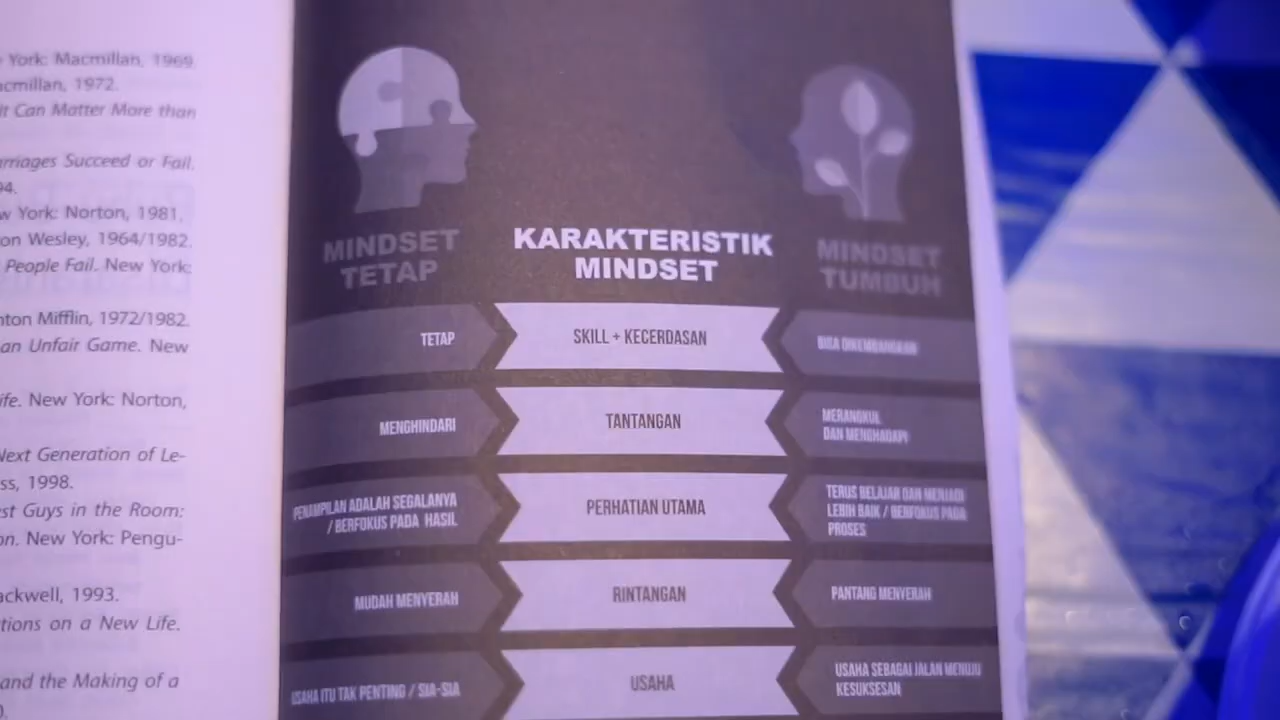 York: Macmillan, 1969
cmillan, 1972.
It Can Matter More than
rriages Succeed or Fail.
94.
w York: Norton, 1981.
on Wesley, 1964/1982.
People Fail. New York:
nton Mifflin, 1972/1982.
an Unfair Game. New
ife. New York: Norton,
Next Generation of Le-
ss, 1998.
st Guys in the Room:
on. New York: Pengu-
ackwell, 1993.
tions on a New Life.
and the Making of a
MINDSET
TETAP
KARAKTERISTIK
MINDSET
MINDSET
TUMBUH
TETAP
SKILL + KECERDASAN
BISA DIKEMBANGKAN
MENGHINDARI
TANTANGAN
MERANGKUL
DAN MENGHADAPI
PENAMPILAN ADALAH SEGALANYA
/ BERFOKUS PADA HASIL
PERHATIAN UTAMA
TERUS BELAJAR DAN MENJADI
LEBIH BAIK / BERFOKUS PADA
PROSES
MUDAH MENYERAH
RINTANGAN
PANTANG MENYERAH
USAHA ITU TAK PENTING / SIA-SIA
USAHA
USAHA SEBAGAI JALAN MENUJU
KESUKSESAN